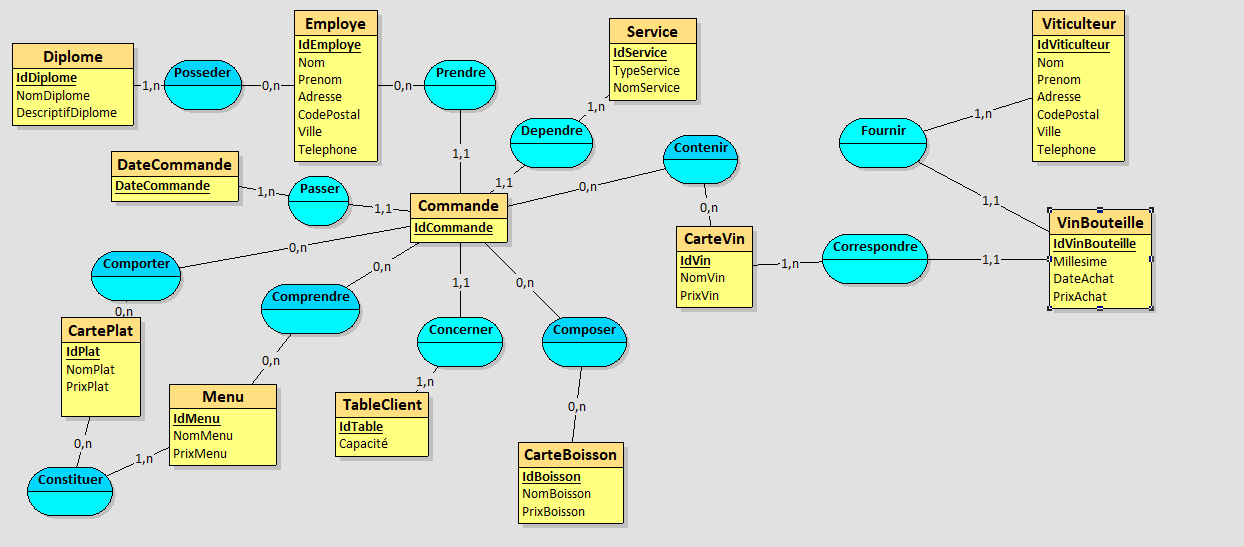 Employe
IdEmploye
Nom
Prenom
Adresse
CodePostal
Ville
Telephone
Diplome
IdDiplome
NomDiplome
DescriptifDiplome
1,n
Posseder
0,n
0,n
Prendre
1,1
Service
IdService
TypeService
NomService
1,n
Dependre
1,1
Viticulteur
IdViticulteur
Nom
Prenom
Adresse
CodePostal
Ville
Telephone
1,n
Fournir
1,1
Contenir
0,n
0,n
DateCommande
DateCommande
1,n
Passer
1,1
Commande
IdCommande
CarteVin
IdVin
NomVin
PrixVin
1,n
Correspondre
1,1
VinBouteille
IdVinBouteille
Millesime
DateAchat
PrixAchat
0,n
Comporter
0,n
0,n
Comprendre
0,n
1,1
Concerner
1,n
0,n
Composer
0,n
CartePlat
IdPlat
NomPlat
PrixPlat
0,n
Constituer
1,n
Menu
IdMenu
NomMenu
PrixMenu
TableClient
IdTable
Capacité
CarteBoisson
IdBoisson
NomBoisson
PrixBoisson